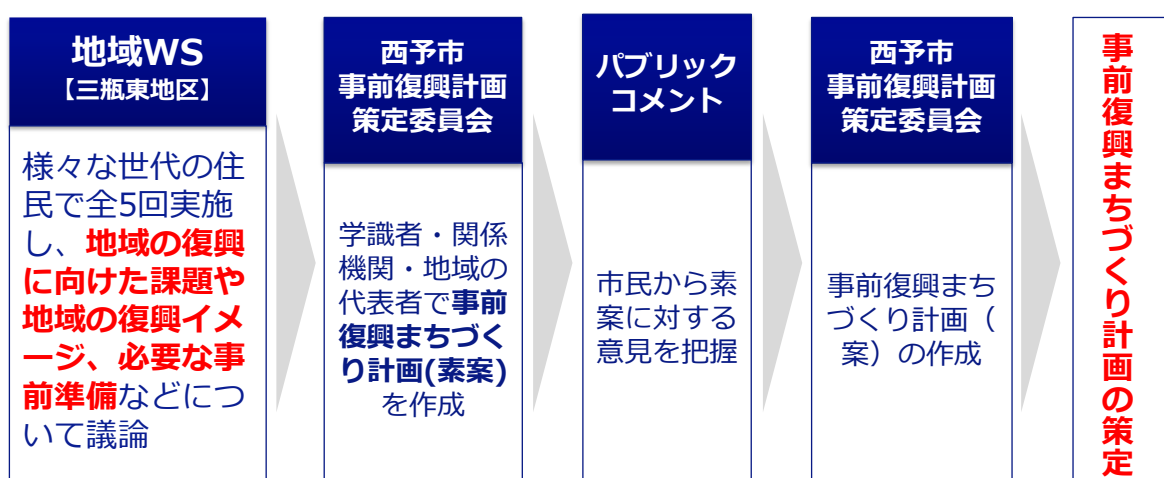 地域WS
【三瓶東地区】
様々な世代の住
民で全5回実施
し、地域の復興
に向けた課題や
地域の復興イメ
ージ、必要な事
前準備などにつ
いて議論
西予市
事前復興計画
策定委員会
学識者・関係
機関・地域の
代表者で事前
復興まちづく
り計画(素案)
を作成
パブリック
コメント
市民から素
案に対する
意見を把握
西予市
事前復興計画
策定委員会
事前復興まち
づくり計画（
案）の作成
事前復興まちづくり計画の策定